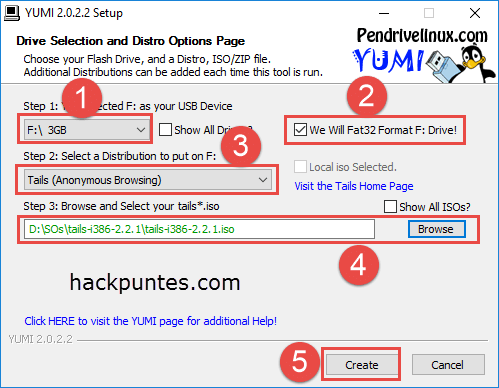 YUMI 2.0.2.2 Setup
Drive Selection and Distro Options Page
Choose your Flash Drive, and a Distro, ISO/ZIP file.
Additional Distributions can be added each time this tool is run.
Pendrivelinux.com
YUMI
1
2
Step 1: selected F: as your USB Device
F:\ 3GB
Show All
We Will Fat32 Format F: Drive!
3
Step 2: Select a Distribution to put on F:
Tails (Anonymous Browsing)
Local iso Selected.
Visit the Tails Home Page
Step 3: Browse and Select your tails*.iso
Show All ISOs?
D:\SOs\tails-i386-2.2.1\tails-i386-2.2.1.iso
Browse
4
hackpuntes.com
Click HERE to visit the YUMI page for additional Help!
YUMI 2.0.2.2
5
Create
Cancel